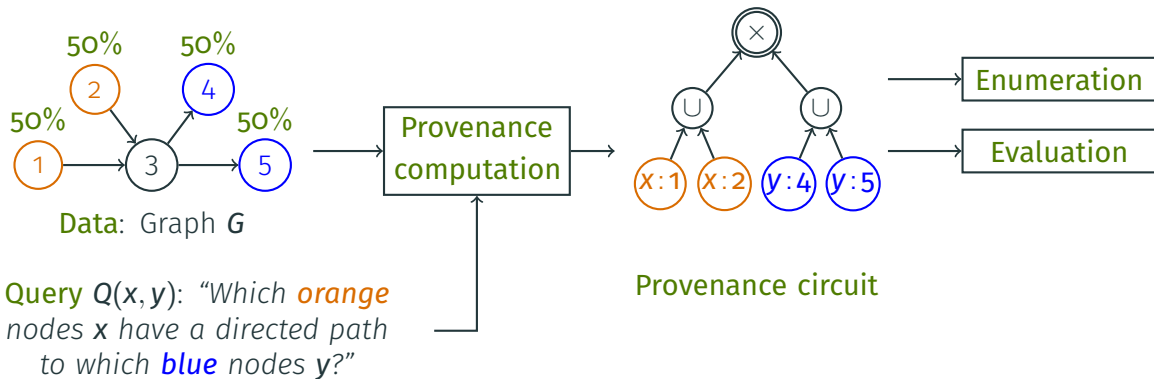 50% 50%
2 4
50% 50%
1 3 5
Data: Graph G
Query Q(x, y): “Which orange
nodes x have a directed path
to which blue nodes y?”
Provenance
computation
×
∪ ∪
x:1 x:2 y:4 y:5
Provenance circuit
Enumeration
Evaluation